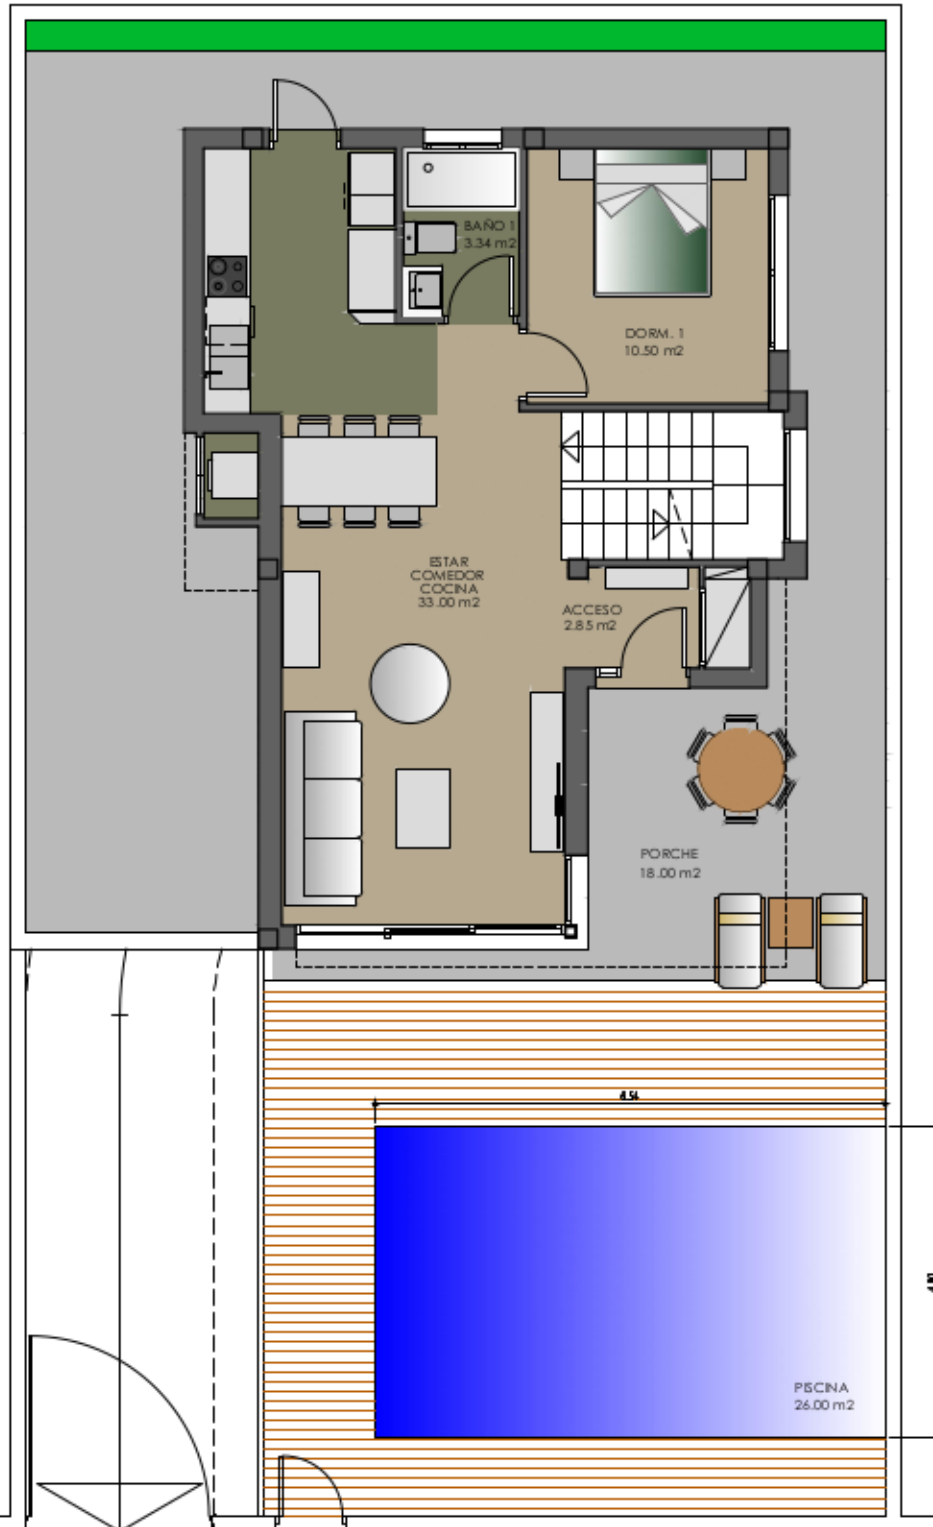 BAÑO 1
3.34 m2
DORM. 1
10.50 m2
ESTAR
COMEDOR
COCINA
33.00 m2
ACCESO
2.85 m2
PORCHE
18.00 m2
PISCINA
26.00 m2